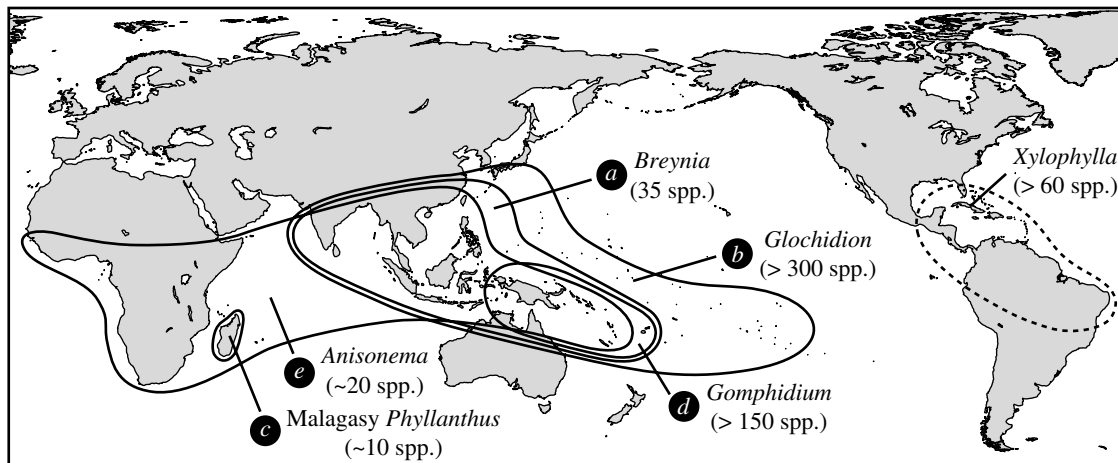 a Breynia
(35 spp.)
Xylophylla
(> 60 spp.)
b Glochidion
(> 300 spp.)
e Anisonema
(~20 spp.)
d Gomphidium
(> 150 spp.)
c Malagasy Phyllanthus
(~10 spp.)